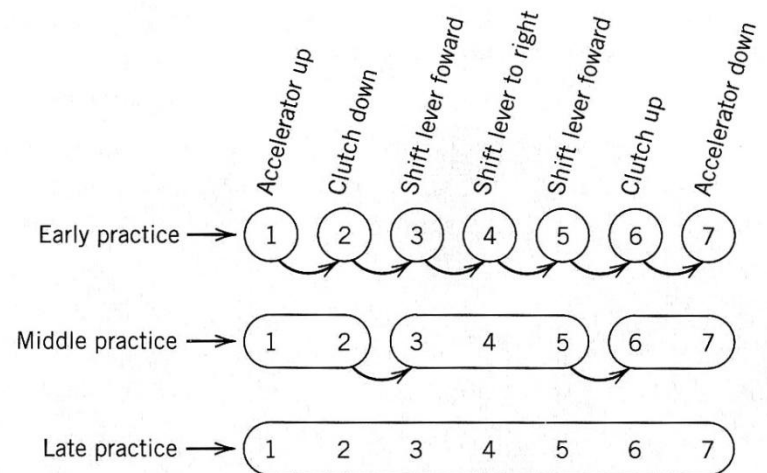 Accelerator up
Clutch down
Shift lever foward
Shift lever to right
Shift lever foward
Clutch up
Accelerator down
Early practice 1 2 3 4 5 6 7
Middle practice 1 2 3 4 5 6 7
Late practice 1 2 3 4 5 6 7